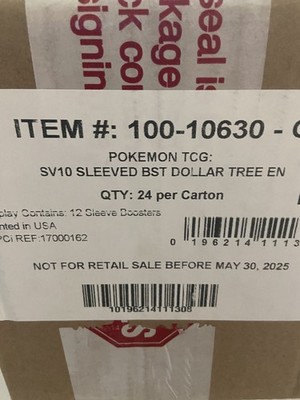 seal is
kage
ck con
signin
ITEM #: 100-10630 -
POKEMON TCG:
SV10 SLEEVED BST DOLLAR TREE EN
QTY: 24 per Carton
play Contains: 12 Sleeve Boosters
nted in USA
PCi REF:17000162
0 196214 1113
NOT FOR RETAIL SALE BEFORE MAY 30, 2025
10196214111308